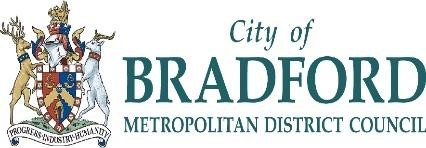 City of
BRADFORD
METROPOLITAN DISTRICT COUNCIL
PROGRESS·INDUSTRY·HUMANITY